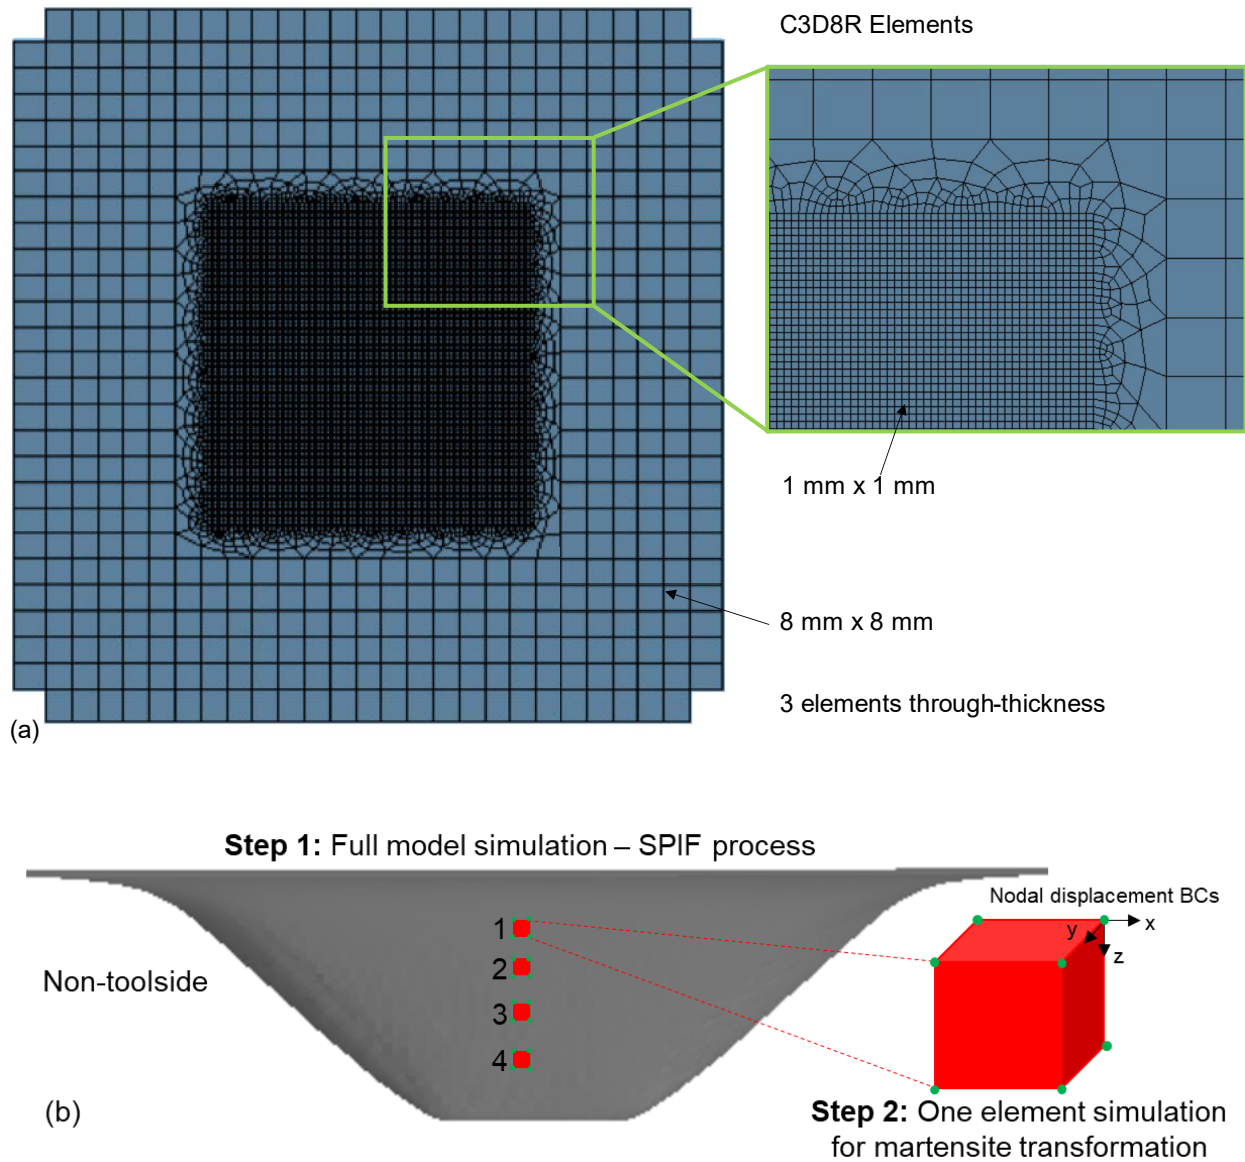 C3D8R Elements
1 mm x 1 mm
8 mm x 8 mm
3 elements through-thickness
(a)
Step 1: Full model simulation – SPIF process
Nodal displacement BCs
x
y
z
1
2
3
4
Non-toolside
(b)
Step 2: One element simulation
for martensite transformation